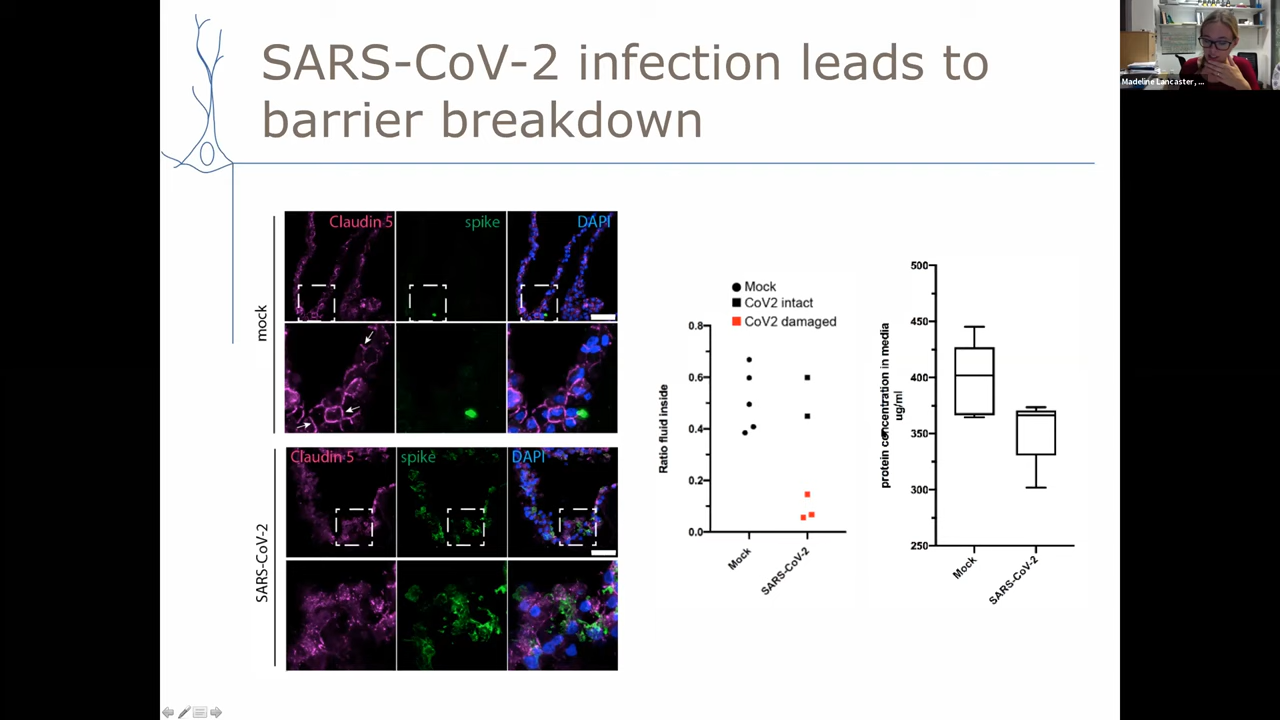 SARS-CoV-2 infection leads to
barrier breakdown
Madeline Lancaster, ...
mock
Claudin 5
spike
DAPI
SARS-CoV-2
Claudin 5
spike
DAPI
Mock
CoV2 intact
CoV2 damaged
Ratio fluid inside
0.8
0.6
0.4
0.2
0.0
Mock
SARS-CoV-2
protein concentration in media
ug/ml
500
450
400
350
300
250
Mock
SARS-CoV-2